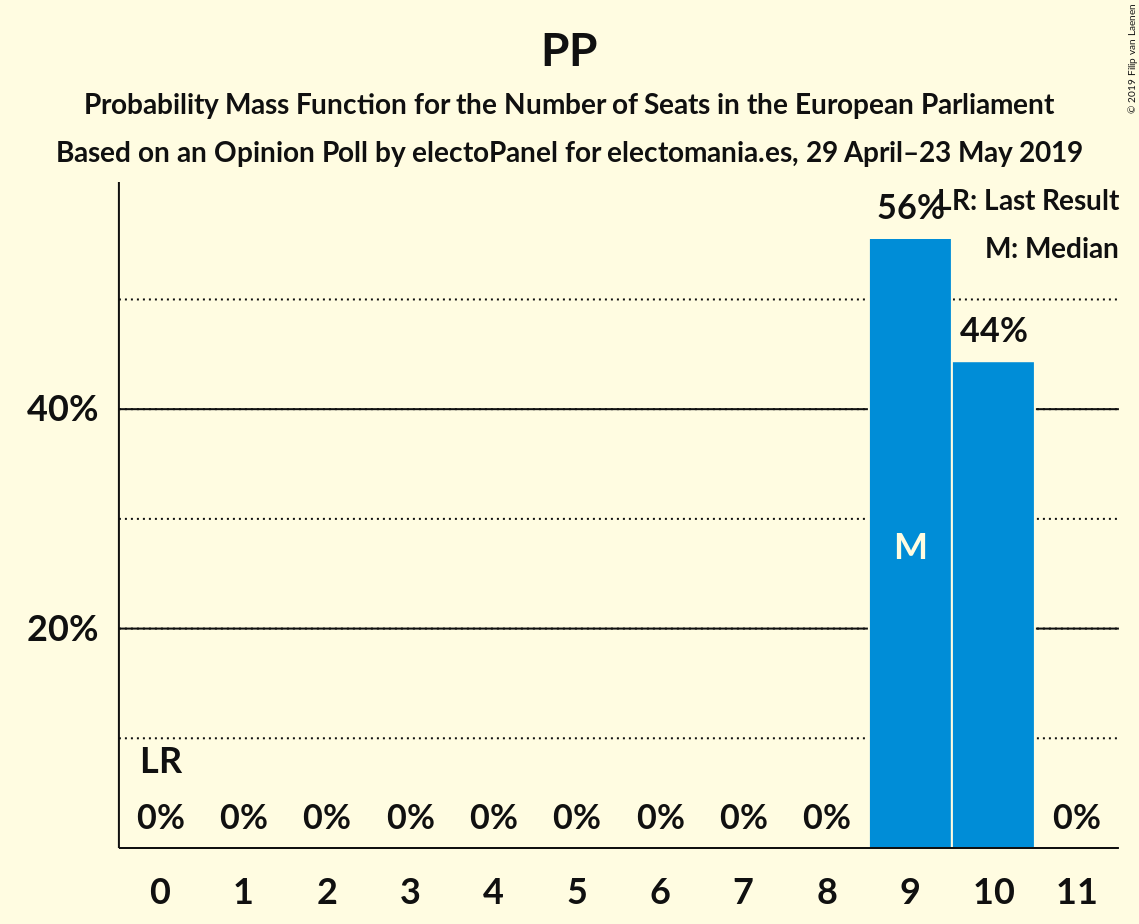 PP
Probability Mass Function for the Number of Seats in the European Parliament
Based on an Opinion Poll by electoPanel for electomania.es, 29 April–23 May 2019
© 2019 Filip van Laenen
LR: Last Result
M: Median
56%
44%
40%
20%
M
LR
0% 0% 0% 0% 0% 0% 0% 0% 0% 0%
0 1 2 3 4 5 6 7 8 9 10 11